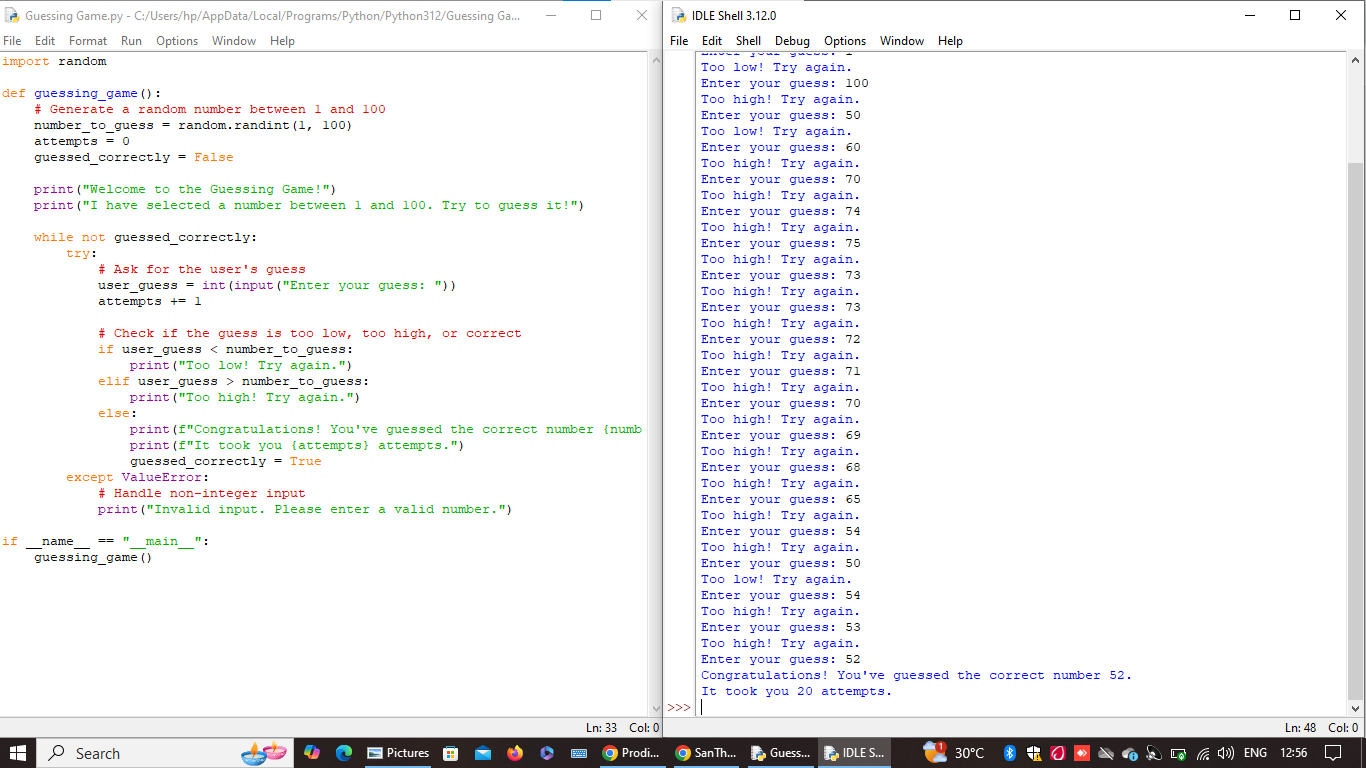 Guessing Game.py - C:/Users/hp/AppData/Local/Programs/Python/Python312/Guessing Ga...
File Edit Format Run Options Window Help
import random
def guessing_game():
# Generate a random number between 1 and 100
number_to_guess = random.randint(1, 100)
attempts = 0
guessed_correctly = False
print("Welcome to the Guessing Game!")
print("I have selected a number between 1 and 100. Try to guess it!")
while not guessed_correctly:
try:
# Ask for the user's guess
user_guess = int(input("Enter your guess: "))
attempts += 1
# Check if the guess is too low, too high, or correct
if user_guess < number_to_guess:
print("Too low! Try again.")
elif user_guess > number_to_guess:
print("Too high! Try again.")
else:
print(f"Congratulations! You've guessed the correct number {numb
print(f"It took you {attempts} attempts.")
guessed_correctly = True
except ValueError:
# Handle non-integer input
print("Invalid input. Please enter a valid number.")
if __name__ == "__main__":
guessing_game()
Ln: 33 Col: 0
IDLE Shell 3.12.0
File Edit Shell Debug Options Window Help
Enter your guess: 1
Too low! Try again.
Enter your guess: 100
Too high! Try again.
Enter your guess: 50
Too low! Try again.
Enter your guess: 60
Too high! Try again.
Enter your guess: 70
Too high! Try again.
Enter your guess: 74
Too high! Try again.
Enter your guess: 75
Too high! Try again.
Enter your guess: 73
Too high! Try again.
Enter your guess: 73
Too high! Try again.
Enter your guess: 72
Too high! Try again.
Enter your guess: 71
Too high! Try again.
Enter your guess: 70
Too high! Try again.
Enter your guess: 69
Too high! Try again.
Enter your guess: 68
Too high! Try again.
Enter your guess: 65
Too high! Try again.
Enter your guess: 54
Too high! Try again.
Enter your guess: 50
Too low! Try again.
Enter your guess: 54
Too high! Try again.
Enter your guess: 53
Too high! Try again.
Enter your guess: 52
Congratulations! You've guessed the correct number 52.
It took you 20 attempts.
>>>
Ln: 48 Col: 0
Search Pictures Prodi... SanTh... Guess... IDLE S... 1 30°C ENG 12:56